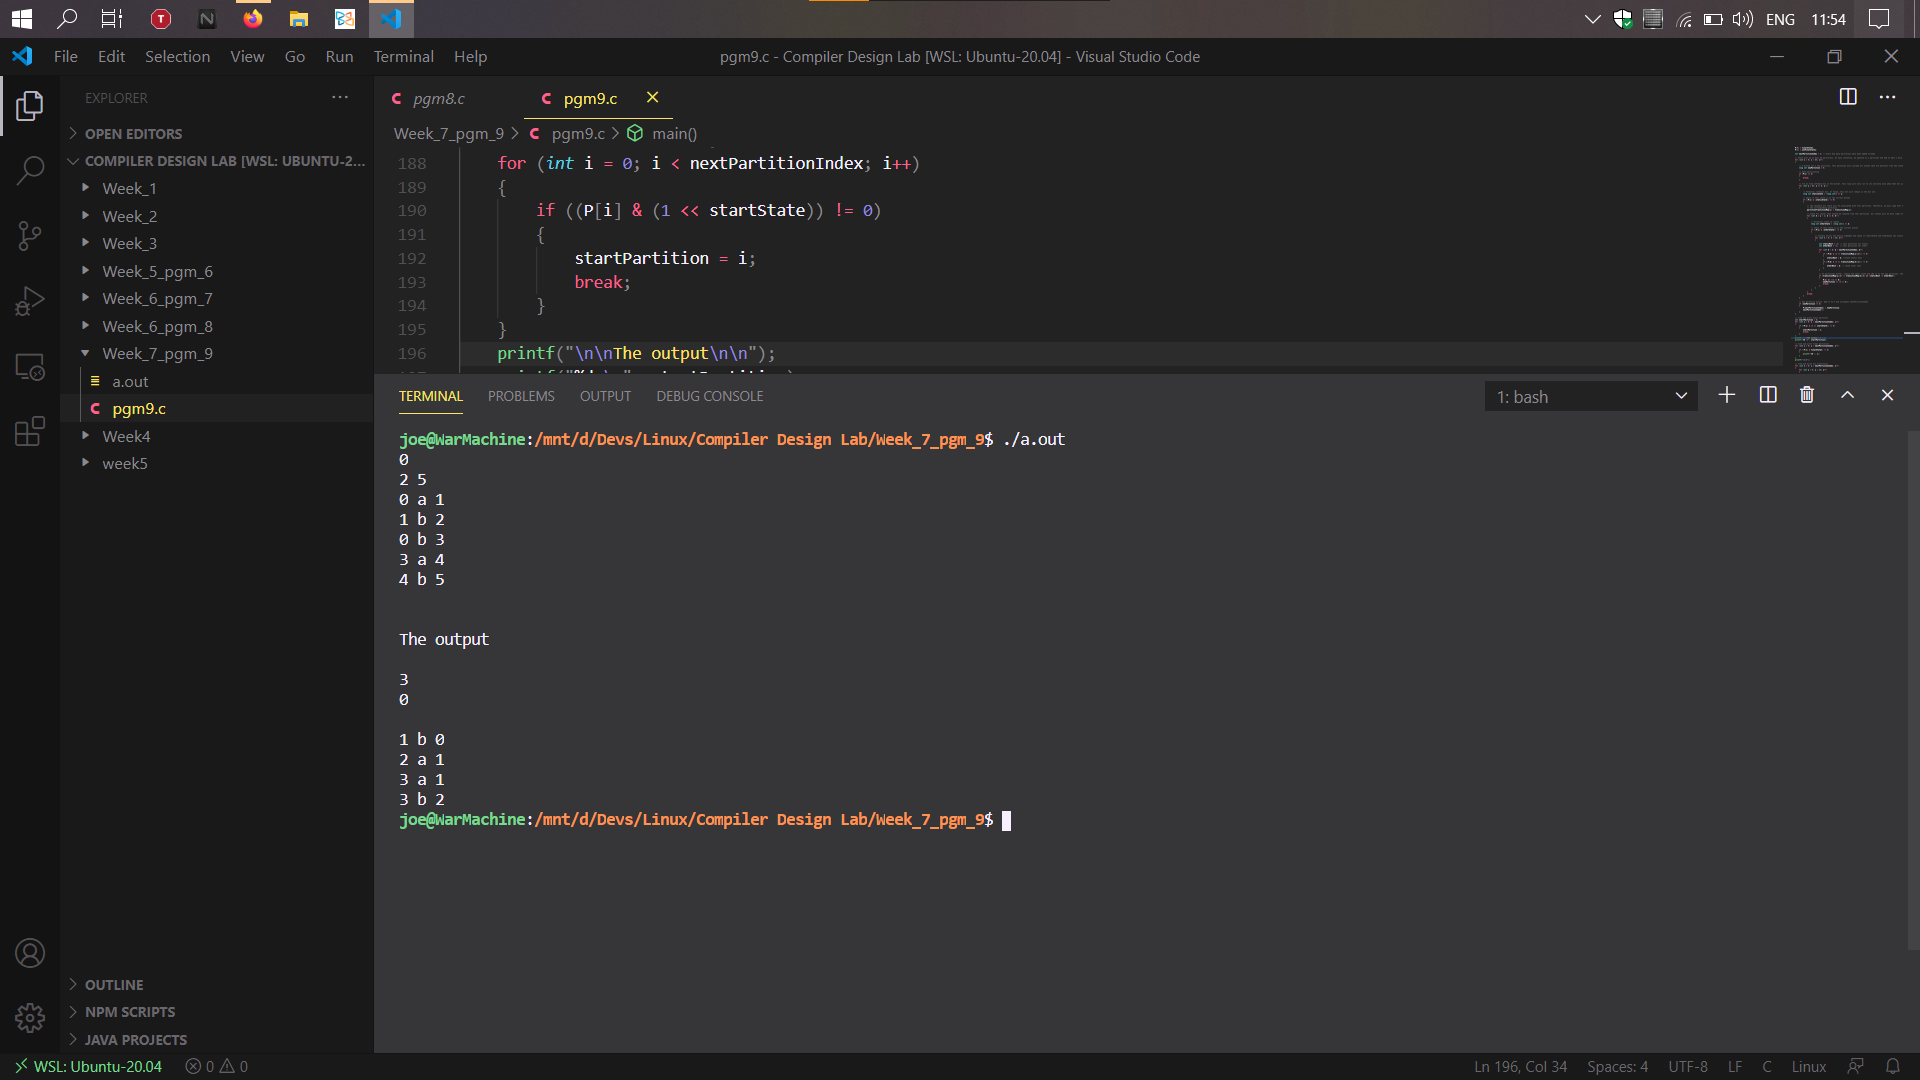 ENG 11:54
File Edit Selection View Go Run Terminal Help
pgm9.c - Compiler Design Lab [WSL: Ubuntu-20.04] - Visual Studio Code
EXPLORER
OPEN EDITORS
COMPILER DESIGN LAB [WSL: UBUNTU-2...
Week_1
Week_2
Week_3
Week_5_pgm_6
Week_6_pgm_7
Week_6_pgm_8
Week_7_pgm_9
a.out
C pgm9.c
Week4
week5
OUTLINE
NPM SCRIPTS
JAVA PROJECTS
C pgm8.c
C pgm9.c
Week_7_pgm_9 > C pgm9.c > main()
188 for (int i = 0; i < nextPartitionIndex; i++)
189 {
190 if ((P[i] & (1 << startState)) != 0)
191 {
192 startPartition = i;
193 break;
194 }
195 }
196 printf("\n\nThe output\n\n");
TERMINAL PROBLEMS OUTPUT DEBUG CONSOLE
1: bash
joe@WarMachine:/mnt/d/Devs/Linux/Compiler Design Lab/Week_7_pgm_9$ ./a.out
0
2 5
0 a 1
1 b 2
0 b 3
3 a 4
4 b 5
The output
3
0
1 b 0
2 a 1
3 a 1
3 b 2
joe@WarMachine:/mnt/d/Devs/Linux/Compiler Design Lab/Week_7_pgm_9$
WSL: Ubuntu-20.04 0 0
Ln 196, Col 34 Spaces: 4 UTF-8 LF C Linux